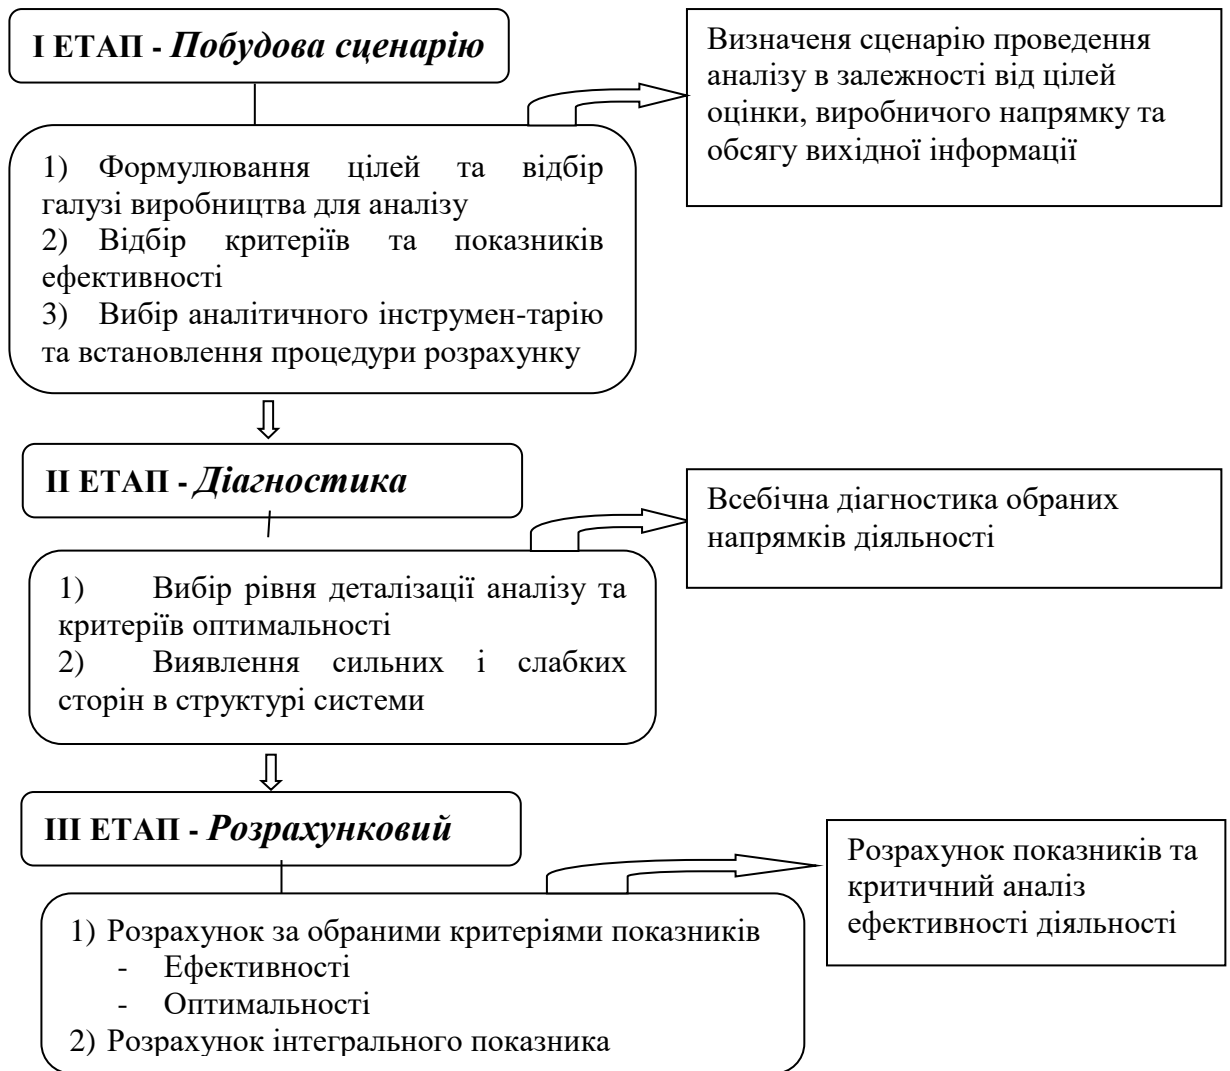 І ЕТАП - Побудова сценарію
Визначеня сценарію проведення
аналізу в залежності від цілей
оцінки, виробничого напрямку та
обсягу вихідної інформації
1) Формулювання цілей та відбір
галузі виробництва для аналізу
2) Відбір критеріїв та показників
ефективності
3) Вибір аналітичного інструмен-тарію
та встановлення процедури розрахунку
ІІ ЕТАП - Діагностика
Всебічна діагностика обраних
напрямків діяльності
1) Вибір рівня деталізації аналізу та
критеріїв оптимальності
2) Виявлення сильних і слабких
сторін в структурі системи
ІІІ ЕТАП - Розрахунковий
Розрахунок показників та
критичний аналіз
ефективності діяльності
1) Розрахунок за обраними критеріями показників
- Ефективності
- Оптимальності
2) Розрахунок інтегрального показника